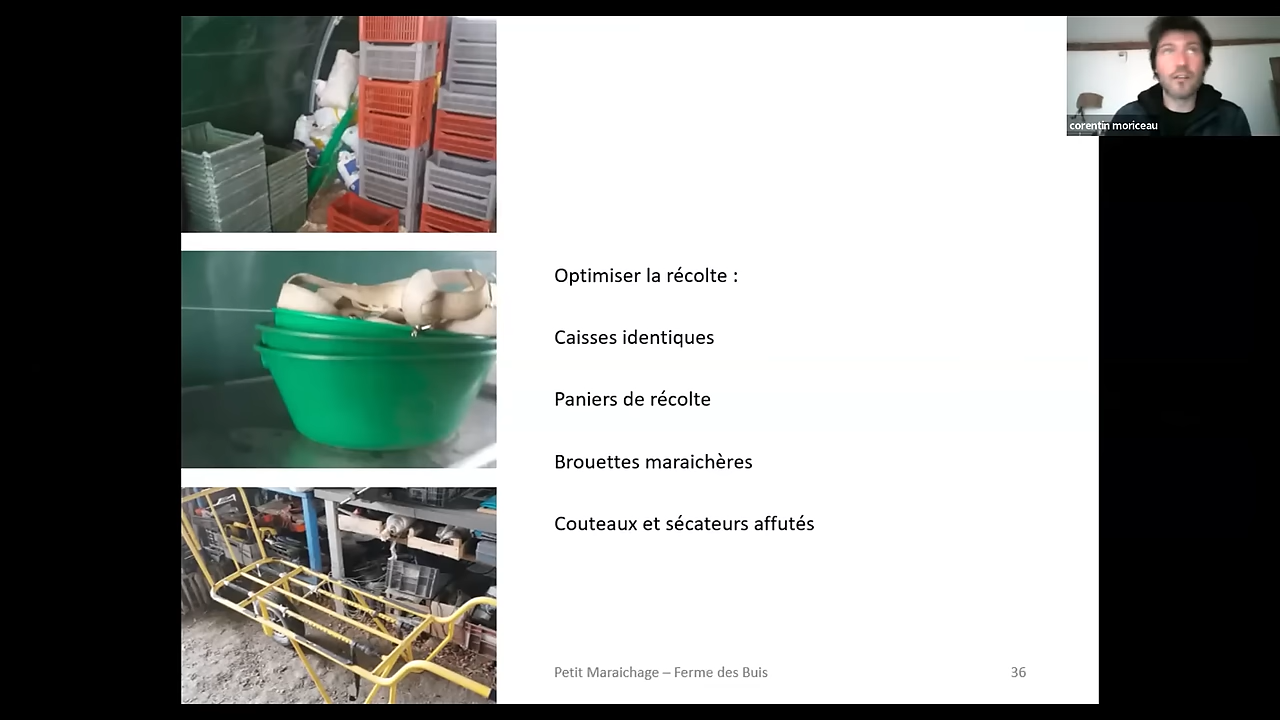 corentin moriceau
Optimiser la récolte :
Caisses identiques
Paniers de récolte
Brouettes maraichères
Couteaux et sécateurs affutés
Petit Maraichage – Ferme des Buis
36